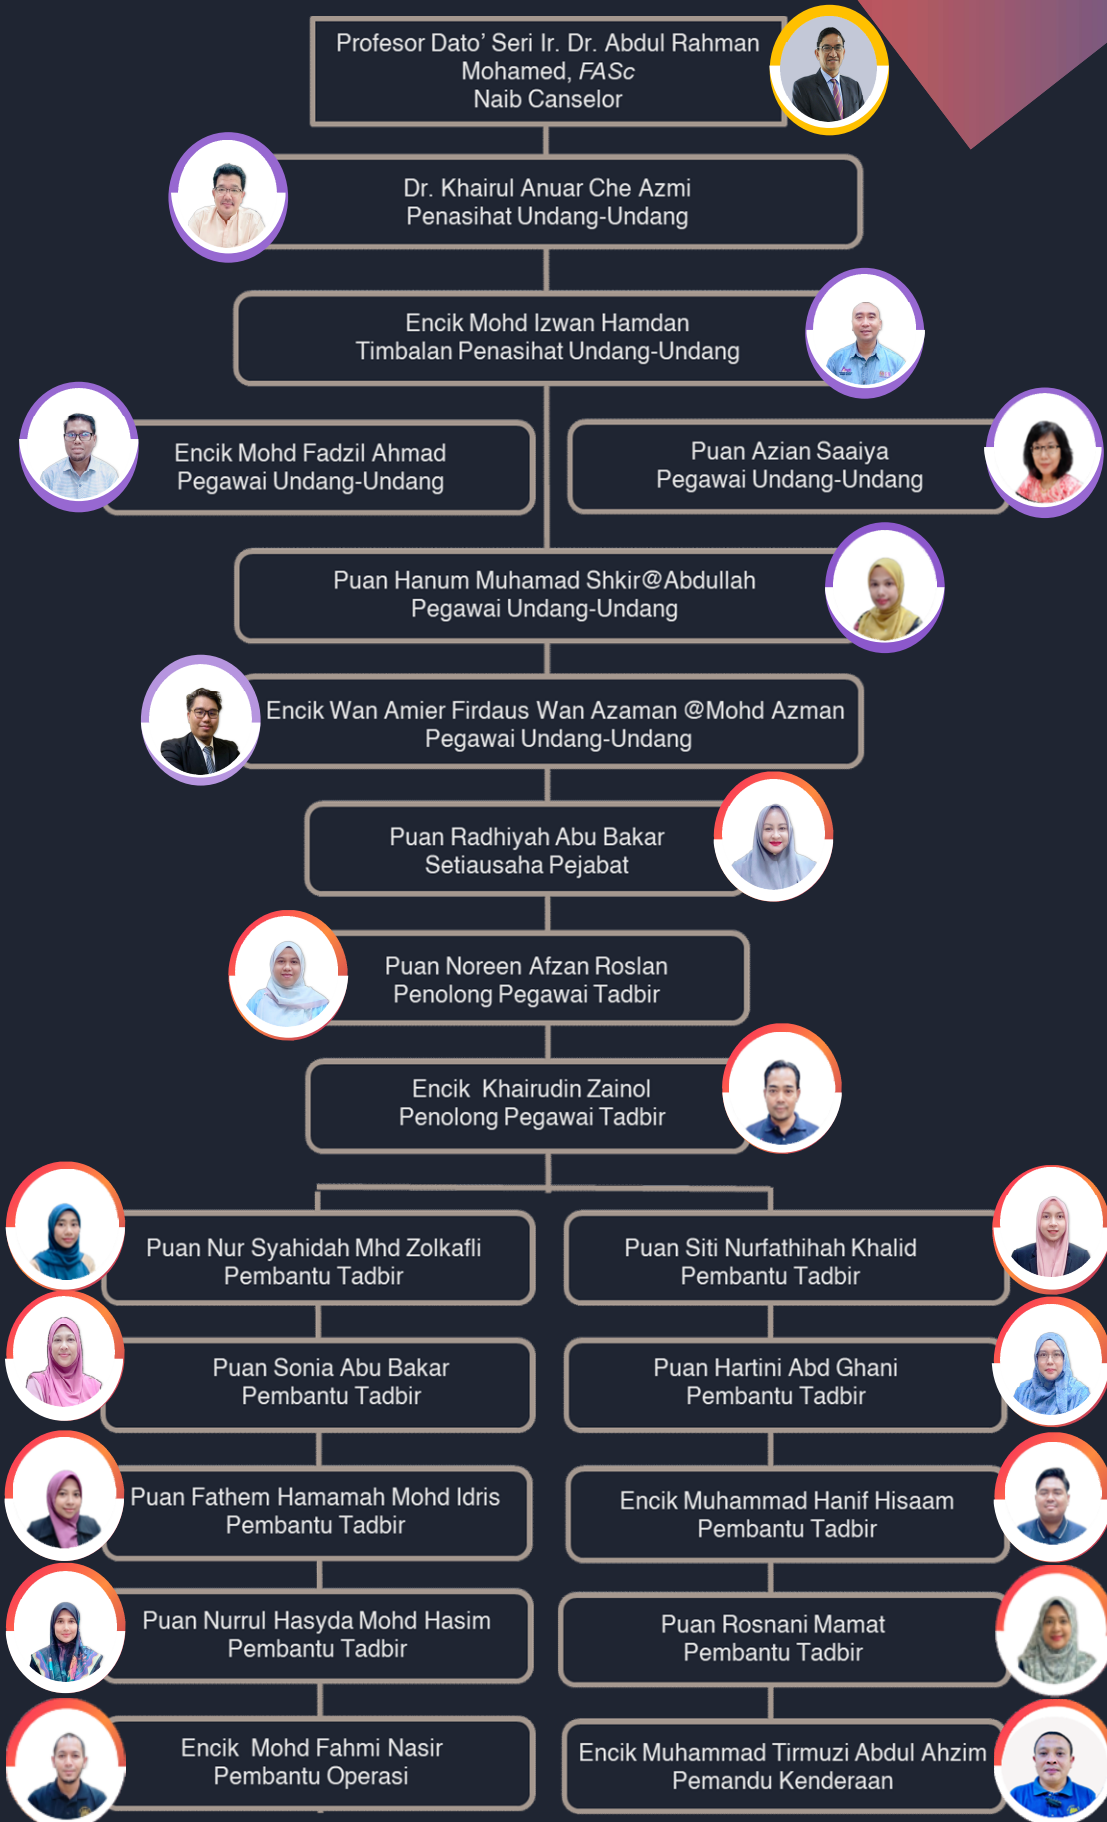 Profesor Dato’ Seri Ir. Dr. Abdul Rahman
Mohamed, FASc
Naib Canselor
Dr. Khairul Anuar Che Azmi
Penasihat Undang-Undang
Encik Mohd Izwan Hamdan
Timbalan Penasihat Undang-Undang
Encik Mohd Fadzil Ahmad
Pegawai Undang-Undang
Puan Azian Saaiya
Pegawai Undang-Undang
Puan Hanum Muhamad Shkir@Abdullah
Pegawai Undang-Undang
Encik Wan Amier Firdaus Wan Azaman @Mohd Azman
Pegawai Undang-Undang
Puan Radhiyah Abu Bakar
Setiausaha Pejabat
Puan Noreen Afzan Roslan
Penolong Pegawai Tadbir
Encik  Khairudin Zainol
Penolong Pegawai Tadbir
Puan Nur Syahidah Mhd Zolkafli
Pembantu Tadbir
Puan Siti Nurfathihah Khalid
Pembantu Tadbir
Puan Sonia Abu Bakar
Pembantu Tadbir
Puan Hartini Abd Ghani
Pembantu Tadbir
Puan Fathem Hamamah Mohd Idris
Pembantu Tadbir
Encik Muhammad Hanif Hisaam
Pembantu Tadbir
Puan Nurrul Hasyda Mohd Hasim
Pembantu Tadbir
Puan Rosnani Mamat
Pembantu Tadbir
Encik  Mohd Fahmi Nasir
Pembantu Operasi
Encik Muhammad Tirmuzi Abdul Ahzim
Pemandu Kenderaan